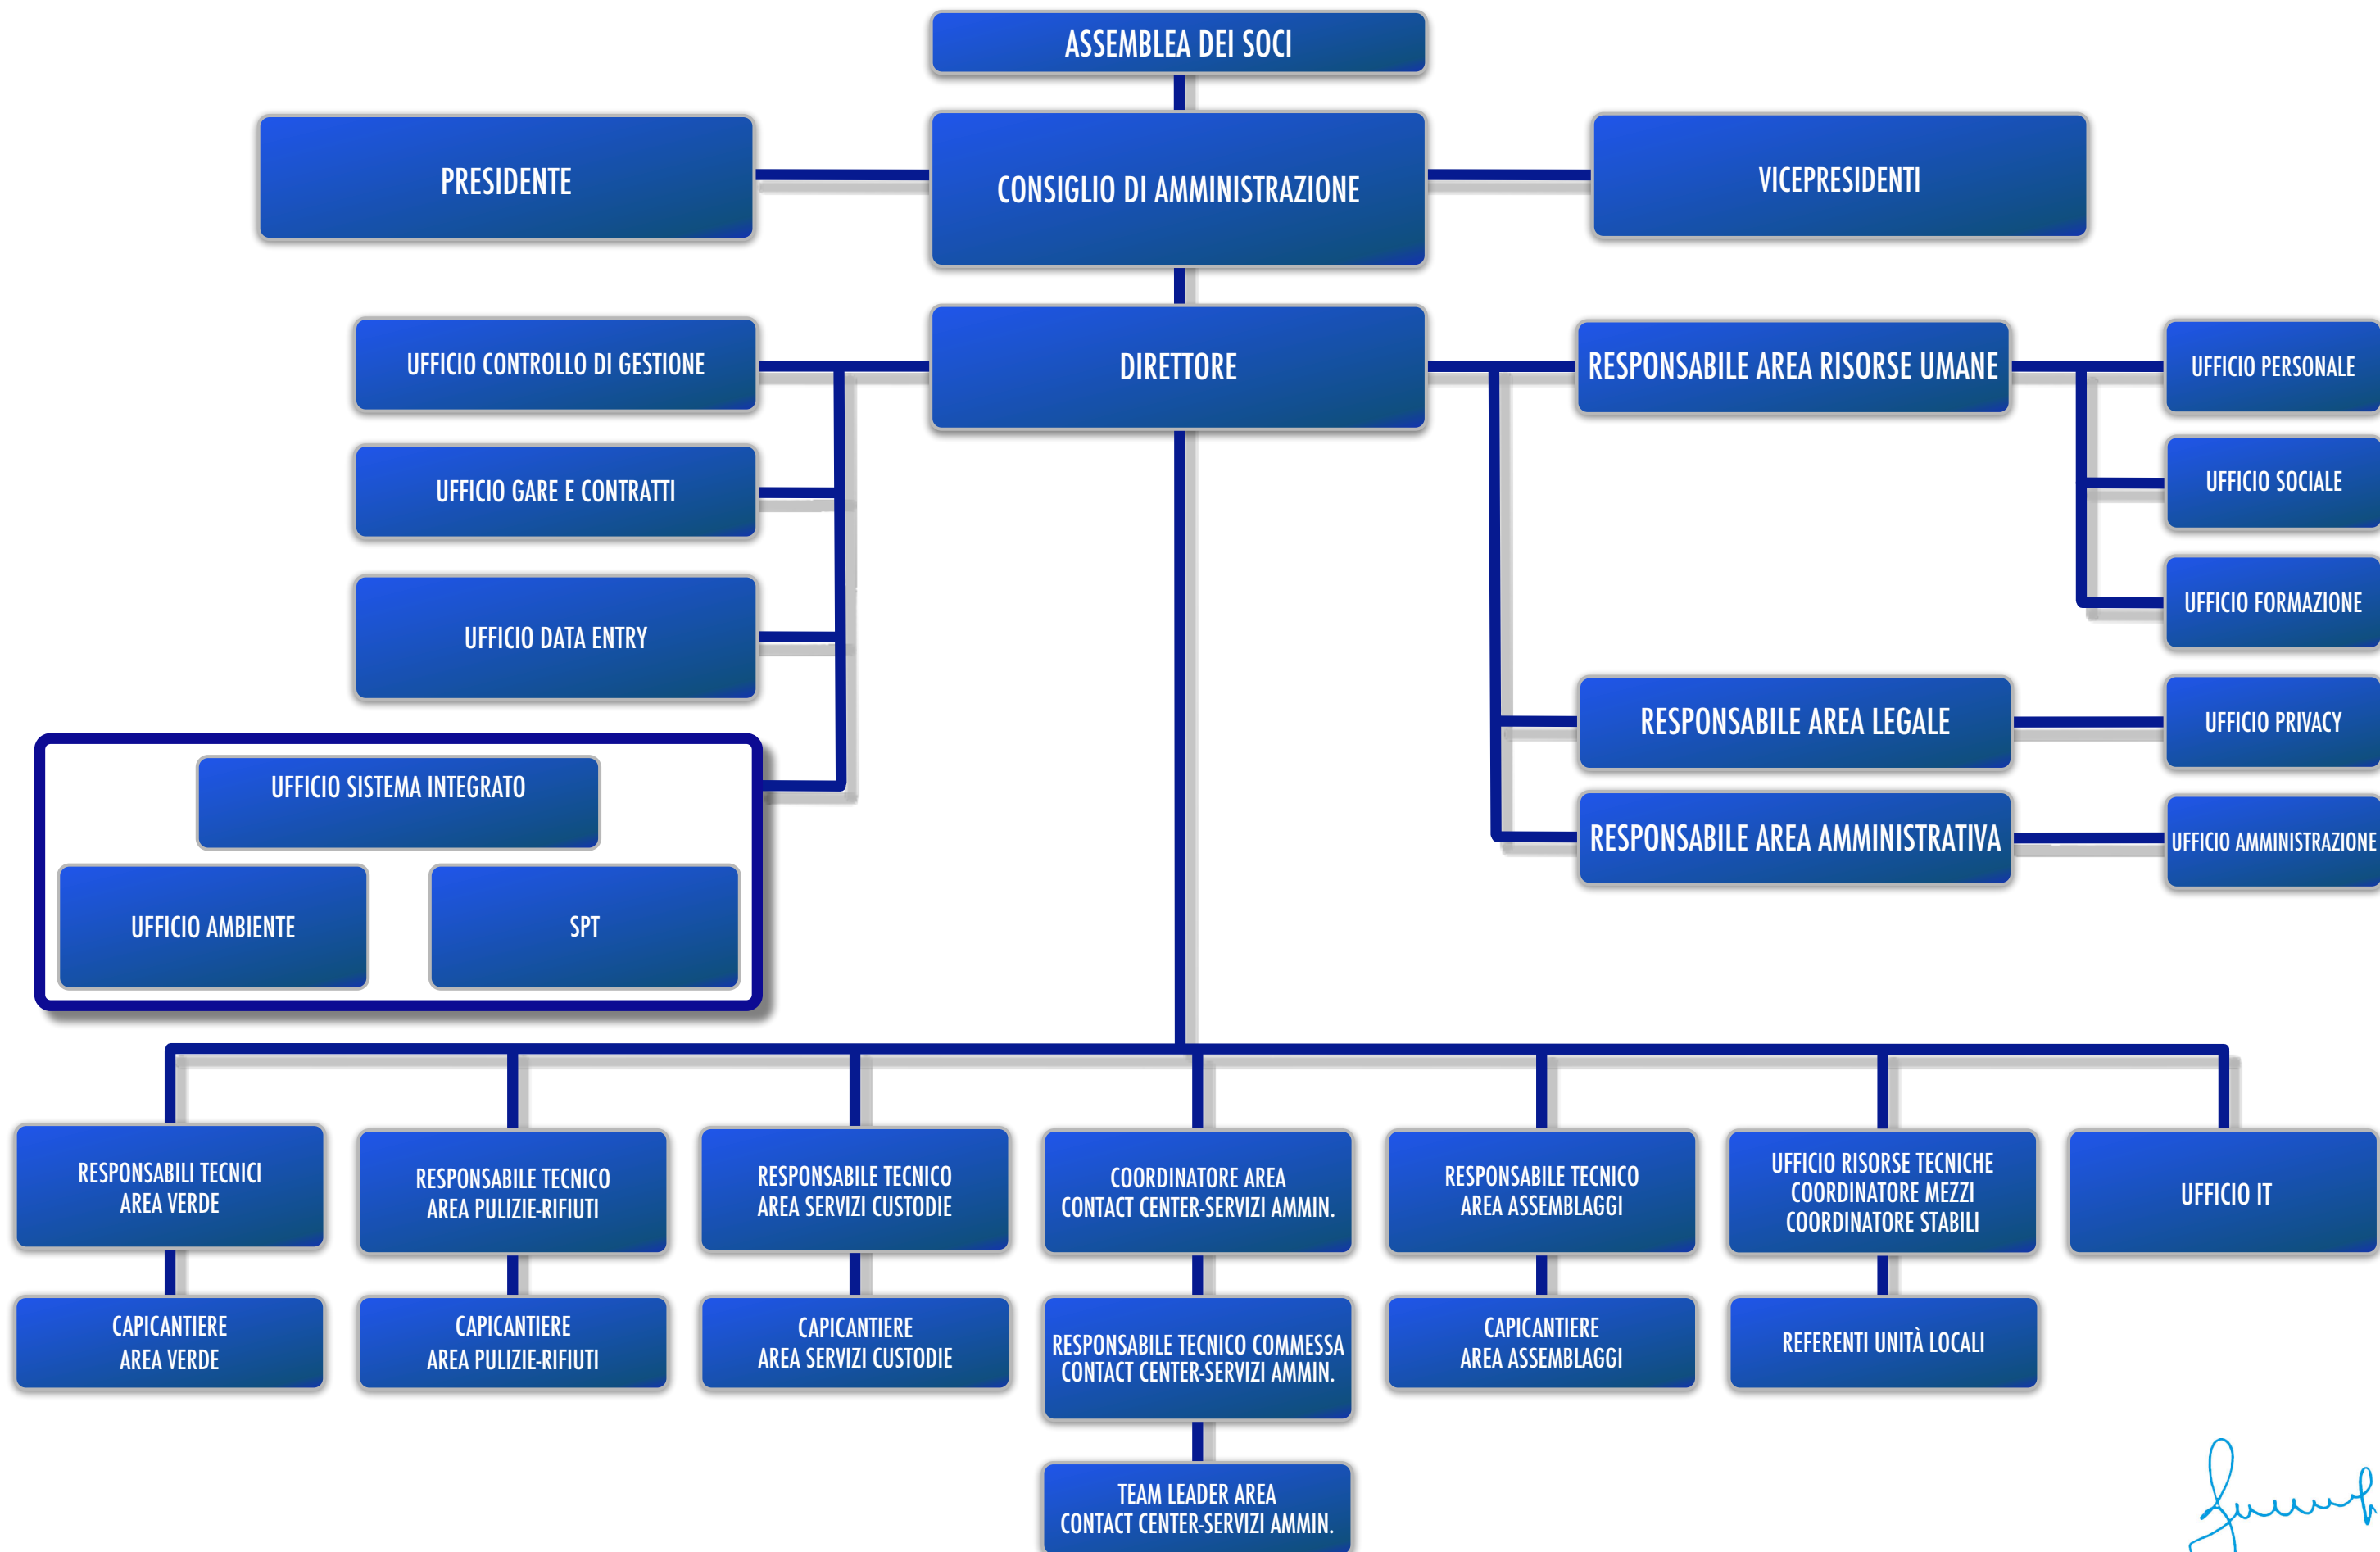 ASSEMBLEA DEI SOCI
PRESIDENTE
CONSIGLIO DI AMMINISTRAZIONE
VICEPRESIDENTI
UFFICIO CONTROLLO DI GESTIONE
DIRETTORE
RESPONSABILE AREA RISORSE UMANE
UFFICIO PERSONALE
UFFICIO GARE E CONTRATTI
UFFICIO SOCIALE
UFFICIO DATA ENTRY
UFFICIO FORMAZIONE
RESPONSABILE AREA LEGALE
UFFICIO PRIVACY
UFFICIO SISTEMA INTEGRATO
RESPONSABILE AREA AMMINISTRATIVA
UFFICIO AMMINISTRAZIONE
UFFICIO AMBIENTE
SPT
RESPONSABILI TECNICI
AREA VERDE
RESPONSABILE TECNICO
AREA PULIZIE-RIFIUTI
RESPONSABILE TECNICO
AREA SERVIZI CUSTODIE
COORDINATORE AREA
CONTACT CENTER-SERVIZI AMMIN.
RESPONSABILE TECNICO
AREA ASSEMBLAGGI
UFFICIO RISORSE TECNICHE
COORDINATORE MEZZI
COORDINATORE STABILI
UFFICIO IT
CAPICANTIERE
AREA VERDE
CAPICANTIERE
AREA PULIZIE-RIFIUTI
CAPICANTIERE
AREA SERVIZI CUSTODIE
RESPONSABILE TECNICO COMMESSA
CONTACT CENTER-SERVIZI AMMIN.
CAPICANTIERE
AREA ASSEMBLAGGI
REFERENTI UNITÀ LOCALI
TEAM LEADER AREA
CONTACT CENTER-SERVIZI AMMIN.